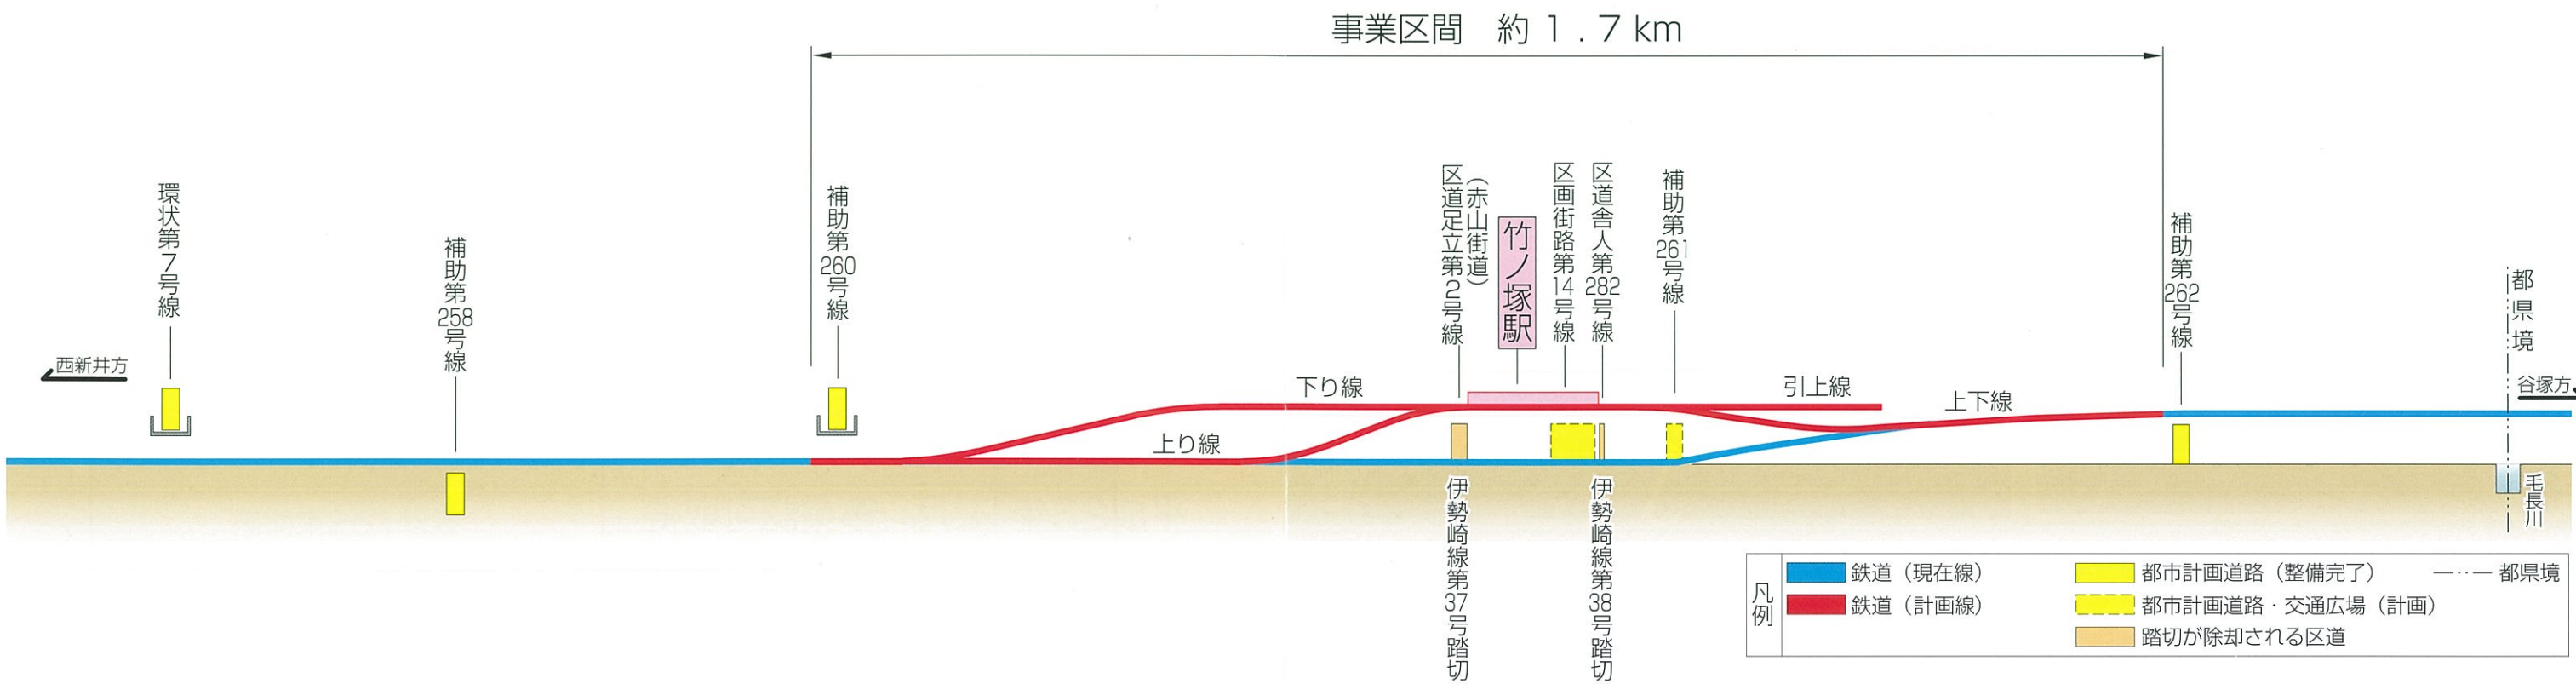 事業区間 約1.7km
環状第7号線
補助第258号線
補助第260号線
区道足立第2号線
(赤山街道)
竹ノ塚駅
区画街路第14号線
区道舎人第282号線
補助第261号線
補助第262号線
都県境
西新井方
谷塚方
下り線
上り線
引上線
上下線
伊勢崎線第37号踏切
伊勢崎線第38号踏切
毛長川
凡例
鉄道(現在線)
鉄道(計画線)
都市計画道路(整備完了)
都市計画道路・交通広場(計画)
踏切が除却される区道
都県境